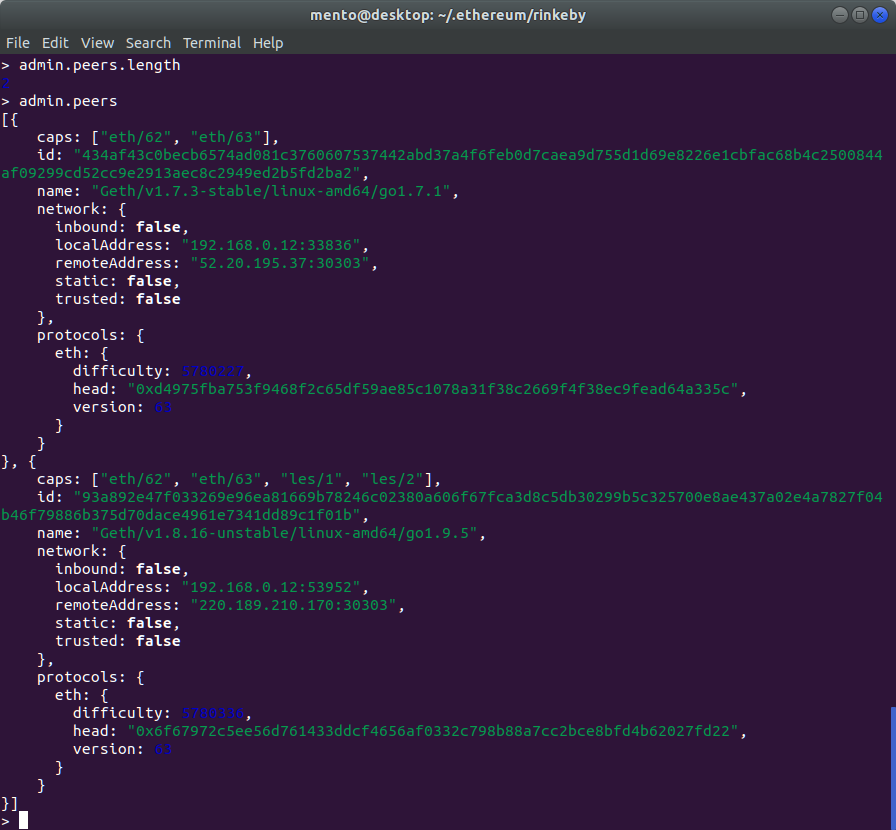 mento@desktop: ~/.ethereum/rinkeby
File Edit View Search Terminal Help
> admin.peers.length
2
> admin.peers
[{
    caps: ["eth/62", "eth/63"],
    id: "434af43c0becb6574ad081c3760607537442abd37a4f6feb0d7caea9d755d1d69e8226e1cbfac68b4c2500844
af09299cd52cc9e2913aec8c2949ed2b5fd2ba2",
    name: "Geth/v1.7.3-stable/linux-amd64/go1.7.1",
    network: {
      inbound: false,
      localAddress: "192.168.0.12:33836",
      remoteAddress: "52.20.195.37:30303",
      static: false,
      trusted: false
    },
    protocols: {
      eth: {
        difficulty: 5780227,
        head: "0xd4975fba753f9468f2c65df59ae85c1078a31f38c2669f4f38ec9fead64a335c",
        version: 63
      }
    }
}, {
    caps: ["eth/62", "eth/63", "les/1", "les/2"],
    id: "93a892e47f033269e96ea81669b78246c02380a606f67fca3d8c5db30299b5c325700e8ae437a02e4a7827f04
b46f79886b375d70dace4961e7341dd89c1f01b",
    name: "Geth/v1.8.16-unstable/linux-amd64/go1.9.5",
    network: {
      inbound: false,
      localAddress: "192.168.0.12:53952",
      remoteAddress: "220.189.210.170:30303",
      static: false,
      trusted: false
    },
    protocols: {
      eth: {
        difficulty: 5780336,
        head: "0x6f67972c5ee56d761433ddcf4656af0332c798b88a7cc2bce8bfd4b62027fd22",
        version: 63
      }
    }
}]
>